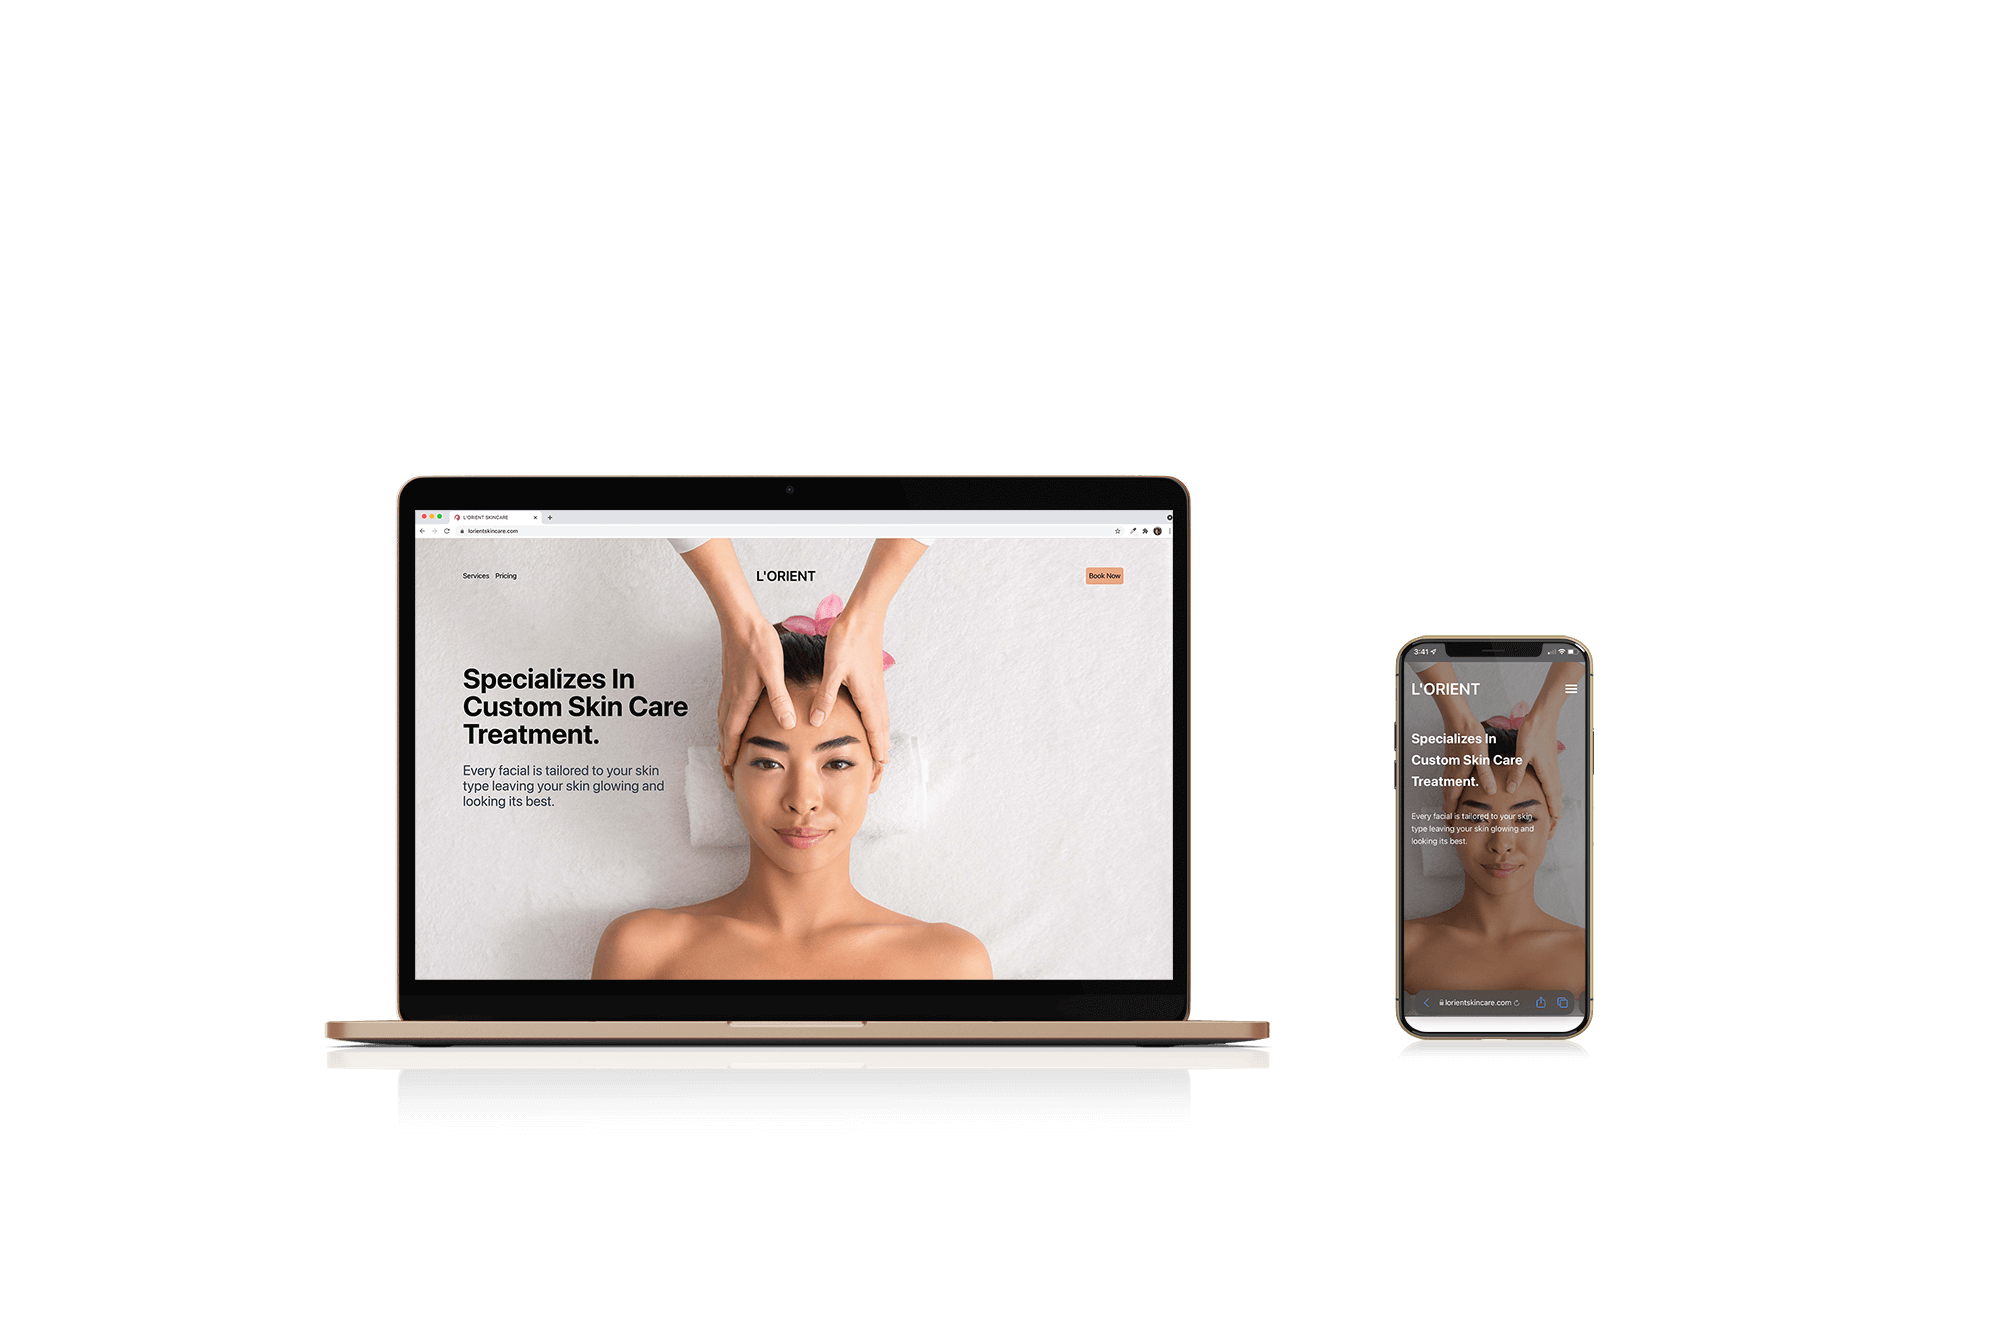 L'ORIENT SKINCARE
lorientskincare.com
Services Pricing
L'ORIENT
Book Now
Specializes In
Custom Skin Care
Treatment.
Every facial is tailored to your skin
type leaving your skin glowing and
looking its best.
3:41
L'ORIENT
Specializes In
Custom Skin Care
Treatment.
Every facial is tailored to your skin
type leaving your skin glowing and
looking its best.
lorientskincare.com